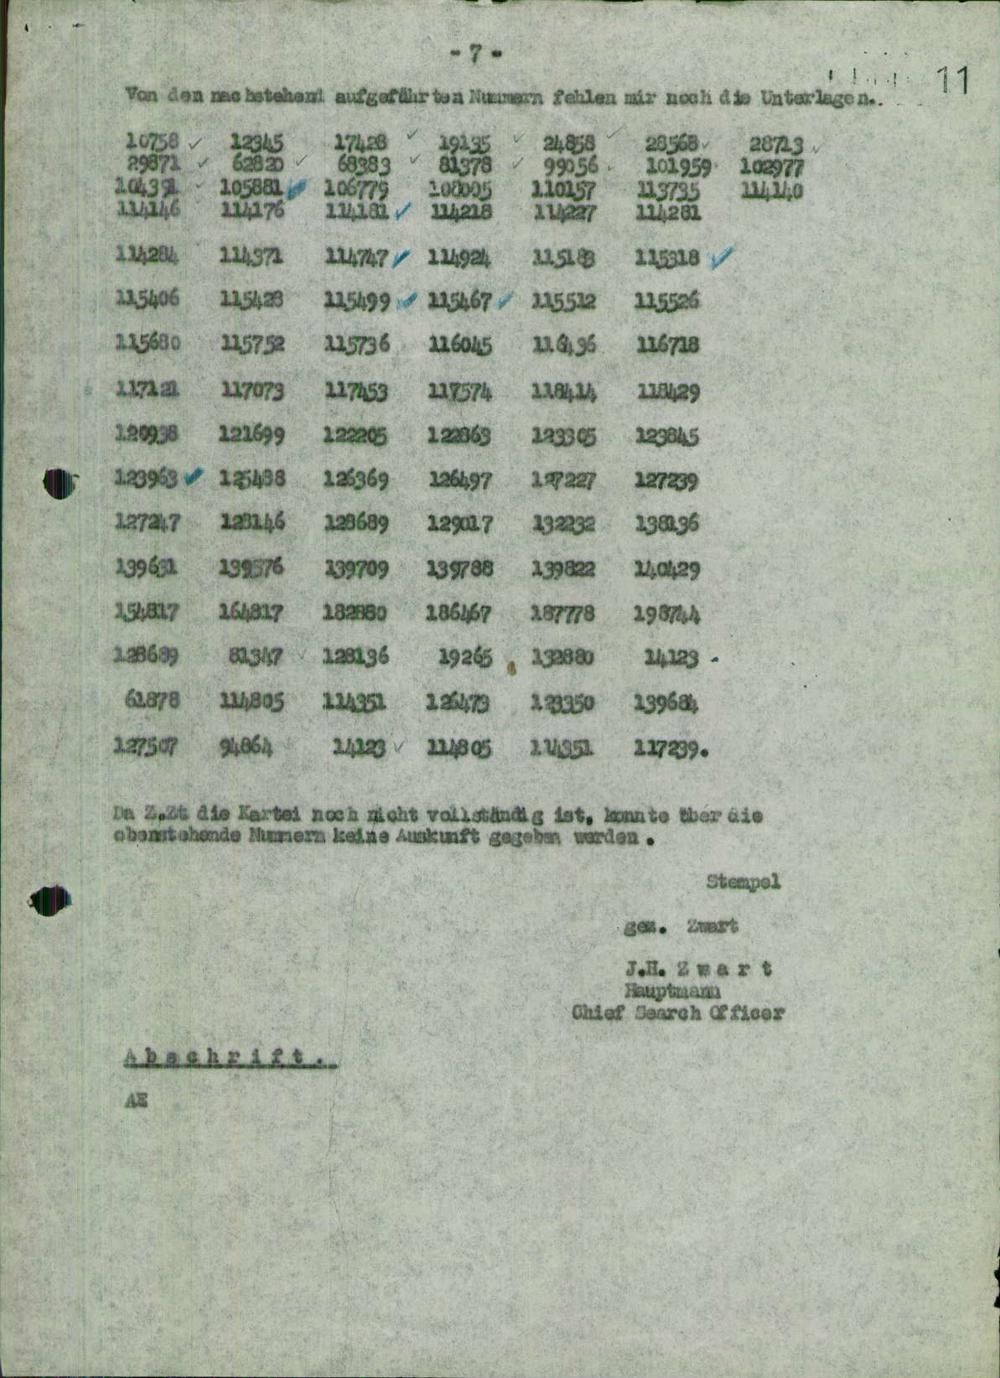 - 7 -
11
Von den nachstehend aufgeführten Nummern fehlen mir noch die Unterlagen.
10758 12345 17428 19135 24858 28568 28713
29871 62820 68383 81378 99056 101959 102977
104391 105881 106779 108005 110157 113735 114140
114146 114176 114181 114218 114227 114281
114284 114371 114747 114924 115183 115318
115406 115428 115499 115467 115512 115526
115680 115752 115736 116045 116436 116718
117121 117073 117453 117574 118414 118429
120938 121699 122205 122863 123305 123845
123963 125488 126369 126497 127227 127239
127247 128146 128689 129017 132232 138136
139631 139576 139709 139788 139822 140429
154817 164817 182880 186467 187778 198744
128689 81347 128136 19265 132880 14123 .
61878 114805 114351 126473 123350 139684
127507 94864 14123 114805 114351 117239.
Da Z.Zt die Kartei noch nicht vollständig ist, konnte über die
obenstehende Nummern keine Auskunft gegeben werden .
Stempel
gez. Zwart
J.H. Z w a r t
Hauptmann
Chief Search Officer
A b s c h r i f t .
AE